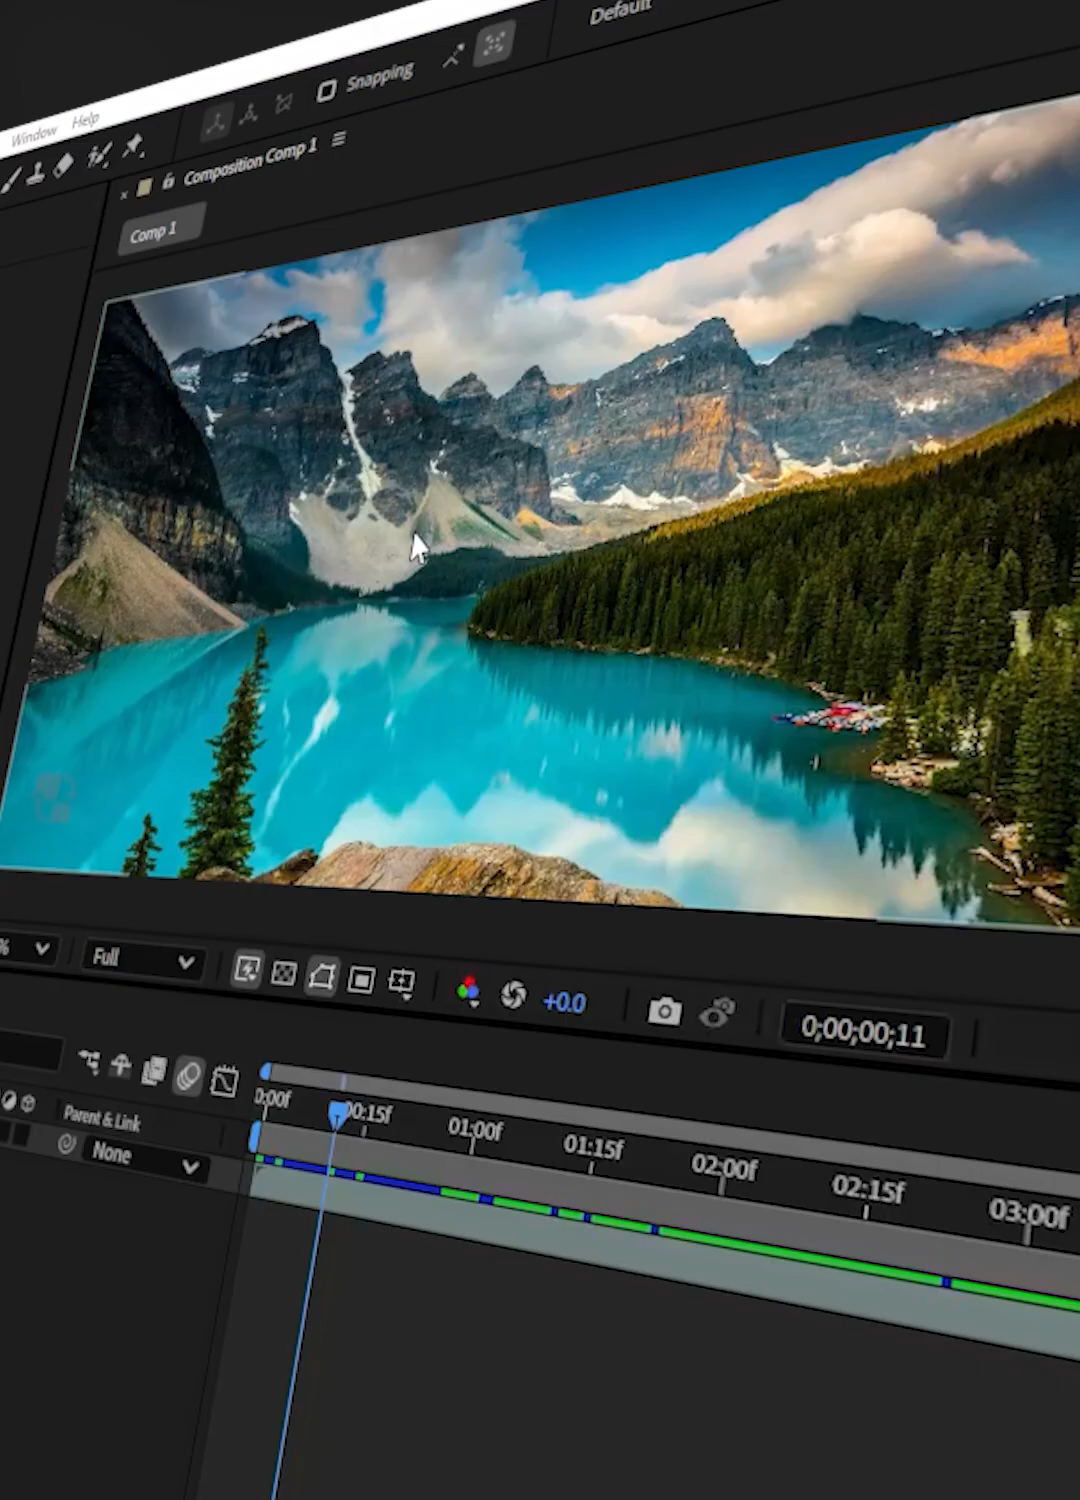 Default
Snapping
Window Help
Composition Comp 1
Comp 1
%
Full
+0.0
0;00;00;11
0:00f
00:15f
01:00f
01:15f
02:00f
02:15f
03:00f
Parent & Link
None